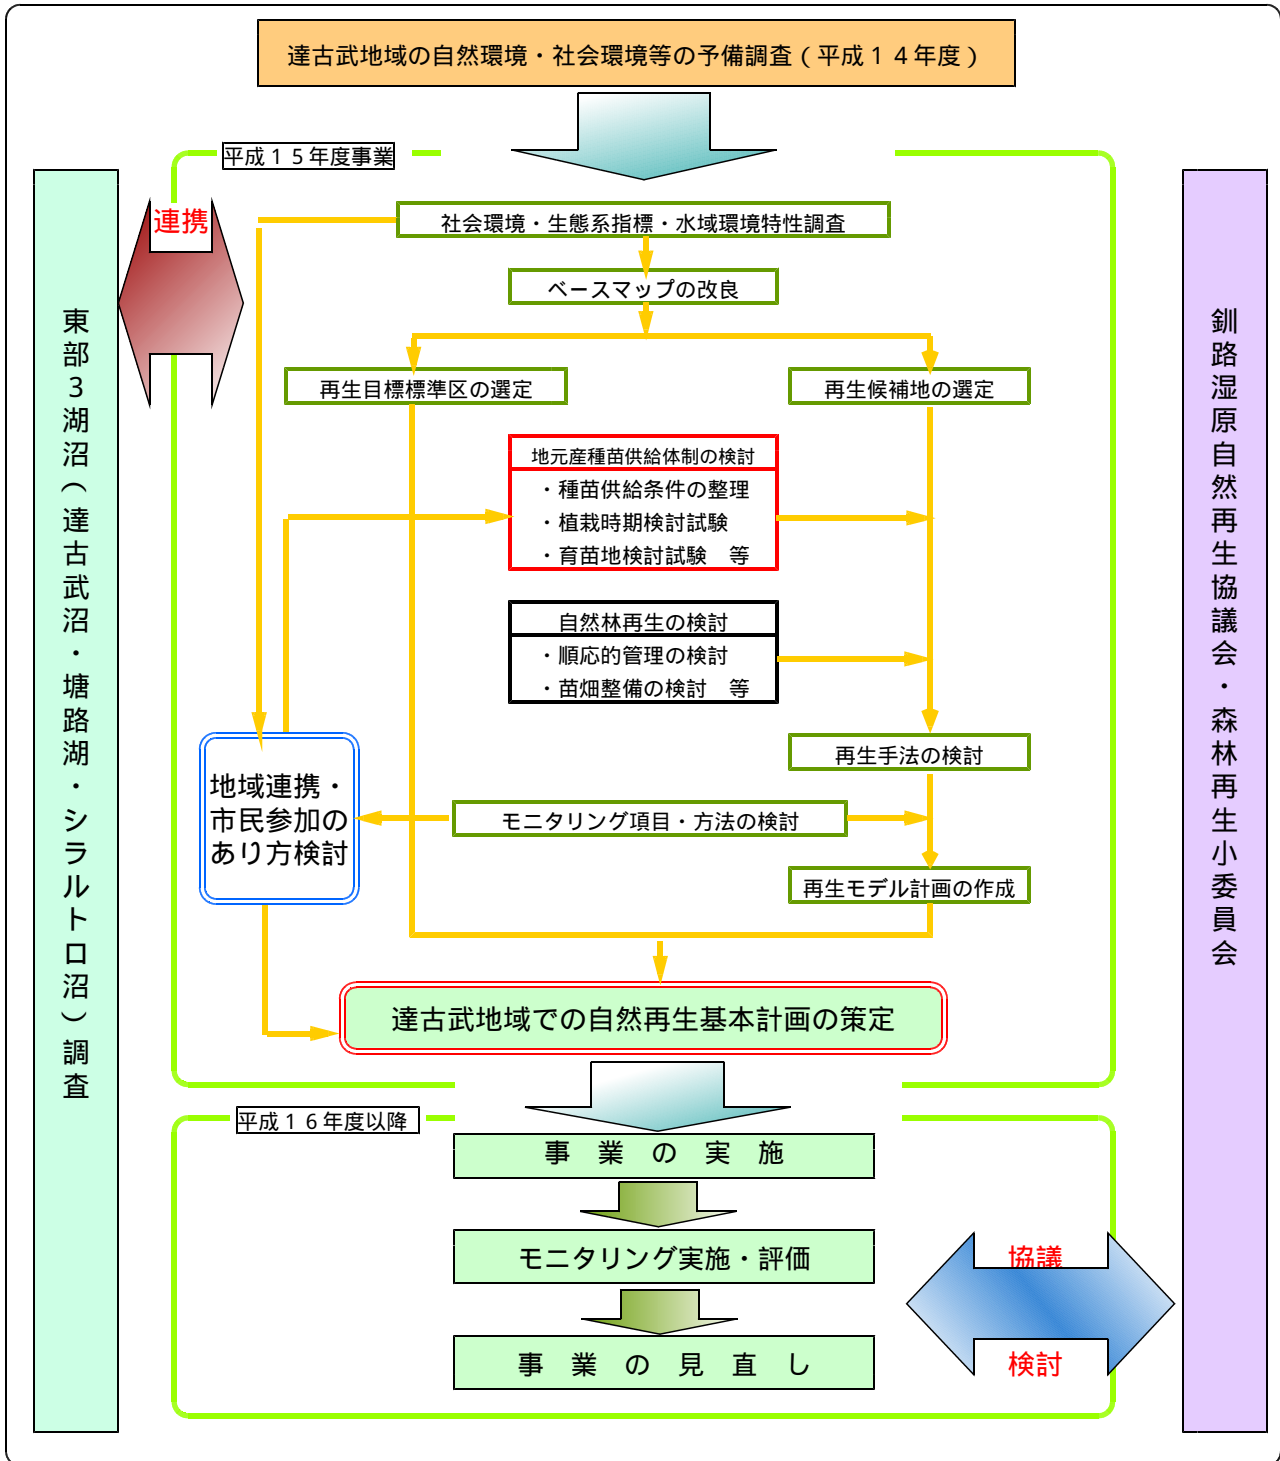 達古武地域の自然環境・社会環境等の予備調査（平成１４年度）
平成１５年度事業
連携
社会環境・生態系指標・水域環境特性調査
ベースマップの改良
再生目標標準区の選定
再生候補地の選定
地元産種苗供給体制の検討
・種苗供給条件の整理
・植栽時期検討試験
・育苗地検討試験　等
自然林再生の検討
・順応的管理の検討
・苗畑整備の検討　等
再生手法の検討
地域連携・
市民参加の
あり方検討
モニタリング項目・方法の検討
再生モデル計画の作成
達古武地域での自然再生基本計画の策定
平成１６年度以降
事　業　の　実　施
モニタリング実施・評価
事　業　の　見　直　し
協議
検討
東部３湖沼（達古武沼・塘路湖・シラルトロ沼）調査
釧路湿原自然再生協議会・森林再生小委員会